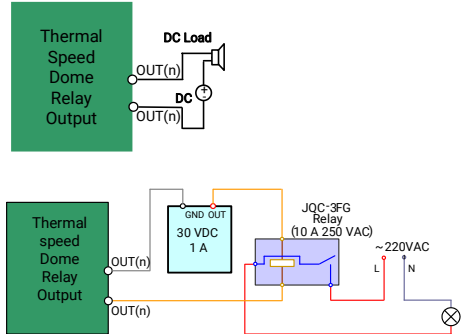 Thermal
Speed
Dome
Relay
Output
DC Load
OUT(n)
DC
+
-
OUT(n)
Thermal
speed
Dome
Relay
Output
OUT(n)
OUT(n)
GND OUT
30 VDC
1 A
JQC-3FG
Relay
(10 A 250 VAC)
~220VAC
L
N